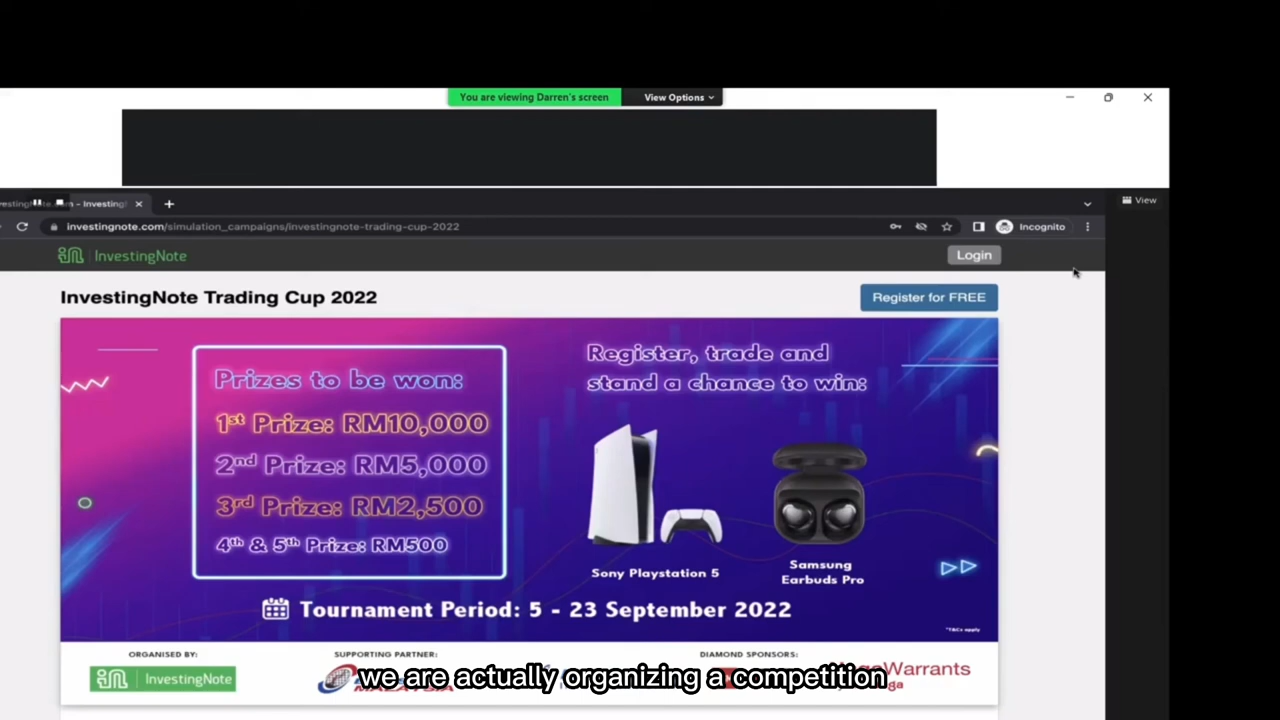 You are viewing Darren's screen
View Options
View
investingnote.com/simulation_campaigns/investingnote-trading-cup-2022
Incognito
InvestingNote
Login
InvestingNote Trading Cup 2022
Register for FREE
Prizes to be won:
1st Prize: RM10,000
2nd Prize: RM5,000
3rd Prize: RM2,500
4th & 5th Prize: RM500
Register, trade and
stand a chance to win:
Sony Playstation 5
Samsung
Earbuds Pro
Tournament Period: 5 - 23 September 2022
*T&Cs apply
ORGANISED BY:
SUPPORTING PARTNER:
DIAMOND SPONSORS:
InvestingNote
we are actually organizing a competition